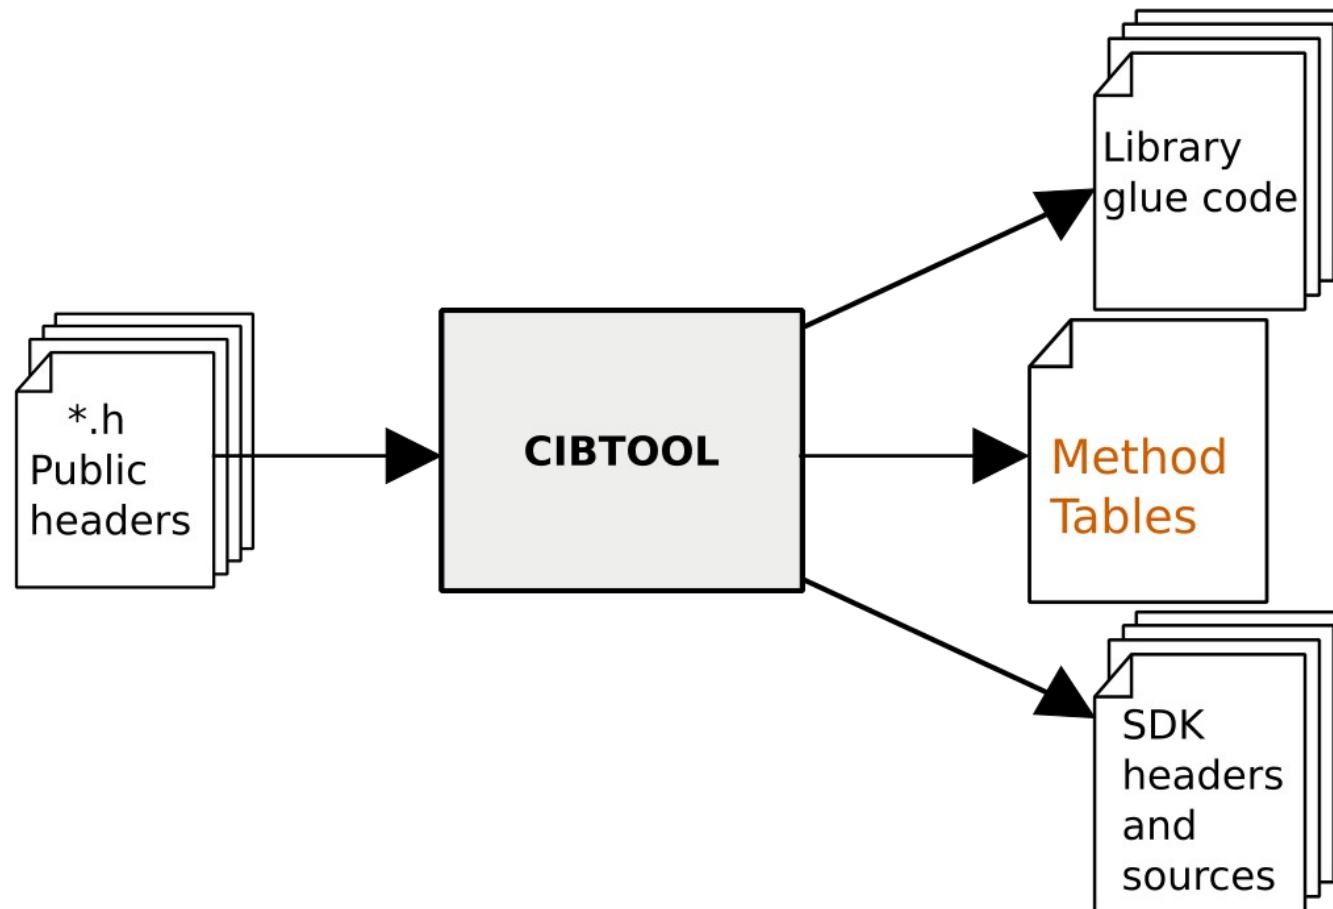 *.h
Public
headers
CIBTOOL
Library
glue code
Method
Tables
SDK
headers
and
sources